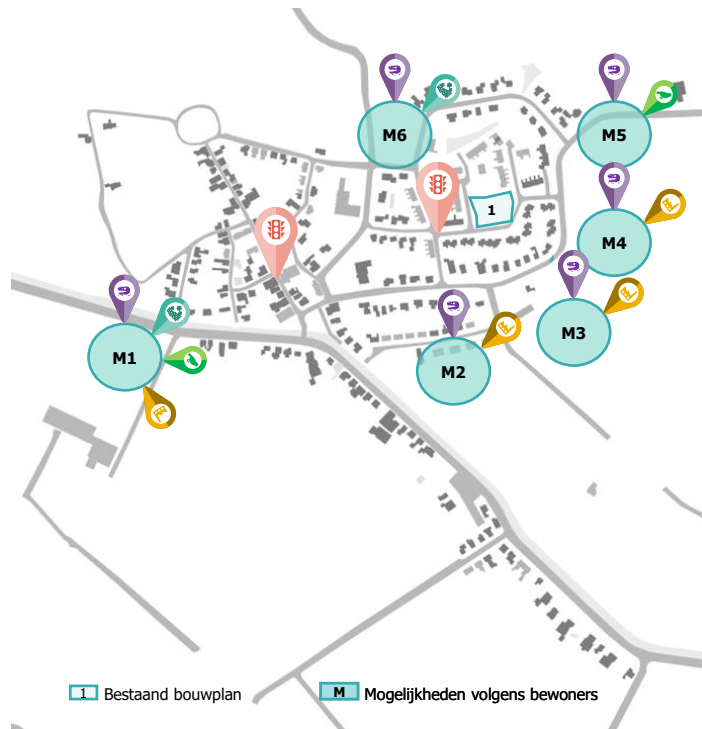 M6
M5
1
M4
M3
M1
M2
1 Bestaand bouwplan
M Mogelijkheden volgens bewoners